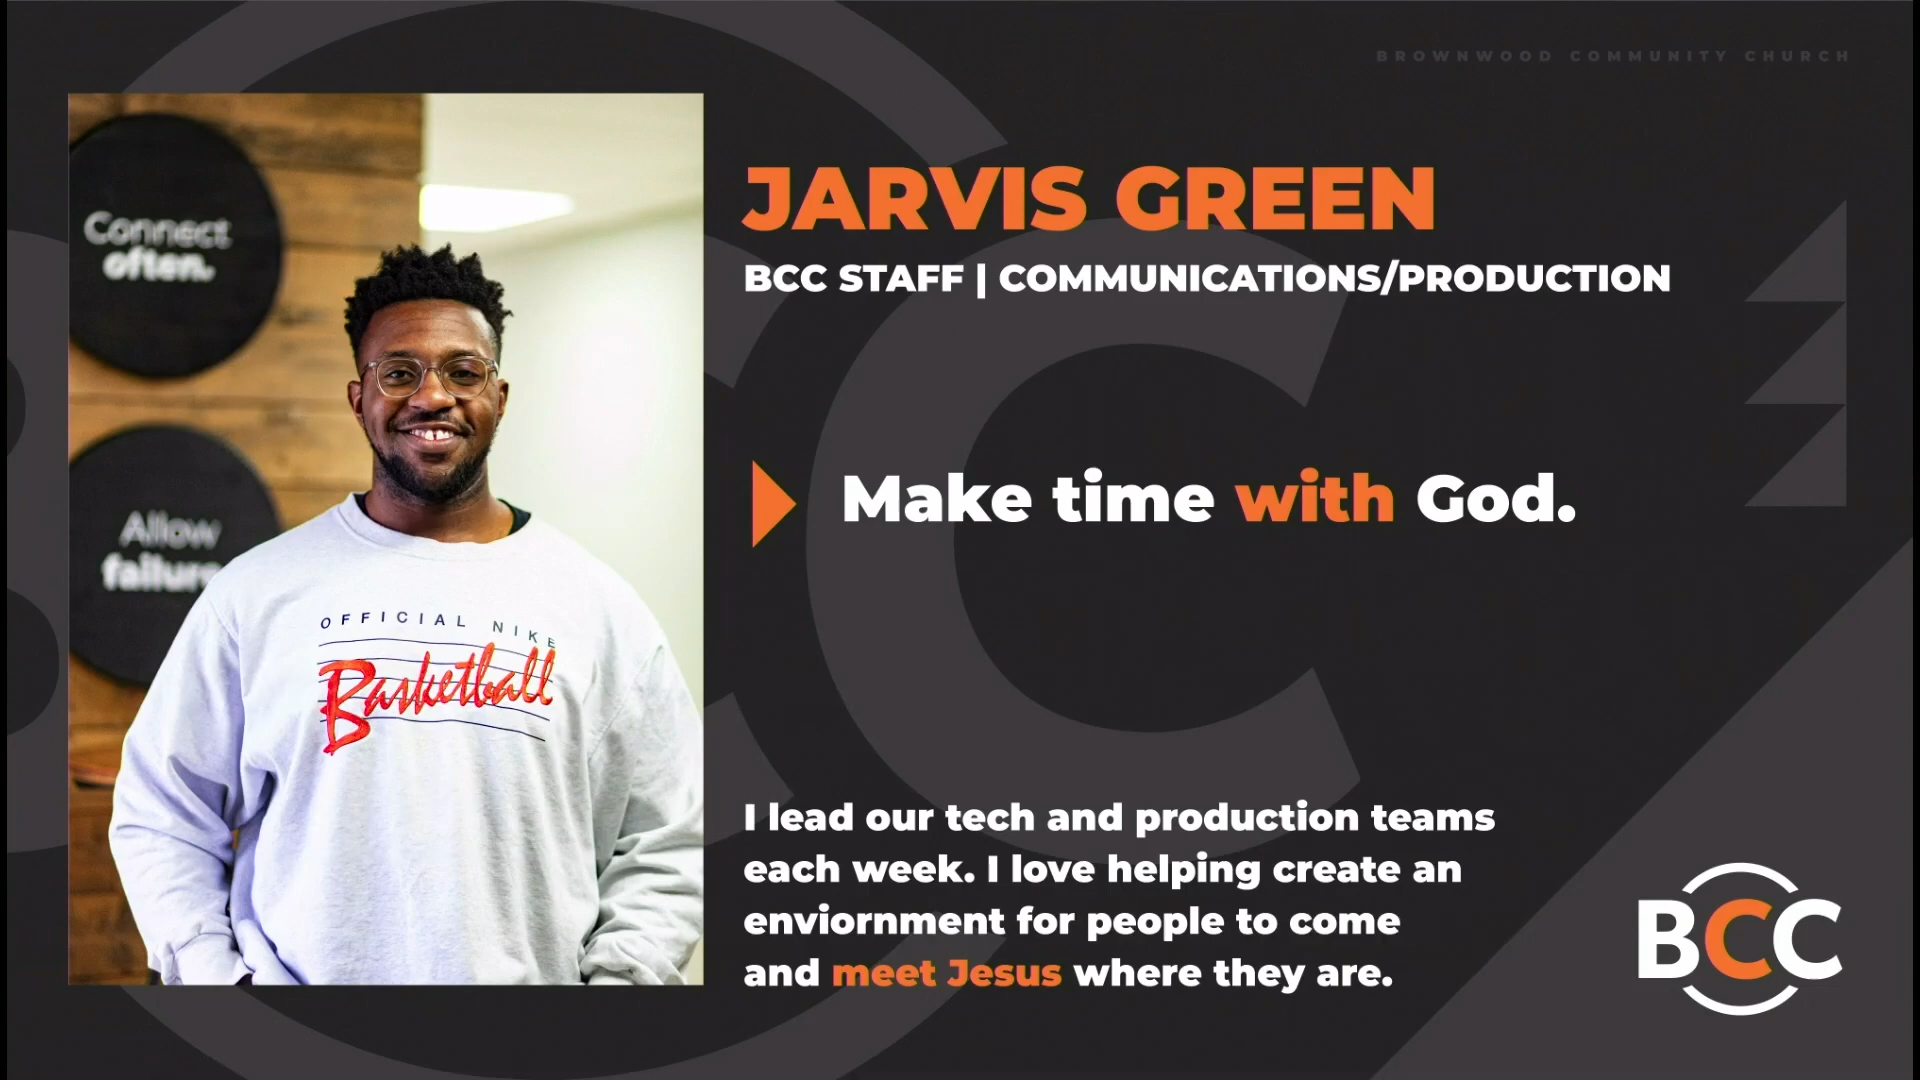 BROWNWOOD COMMUNITY CHURCH
Connect
often.
Allow
failure
OFFICIAL NIKE
Basketball
JARVIS GREEN
BCC STAFF | COMMUNICATIONS/PRODUCTION
Make time with God.
I lead our tech and production teams
each week. I love helping create an
enviornment for people to come
and meet Jesus where they are.
BCC